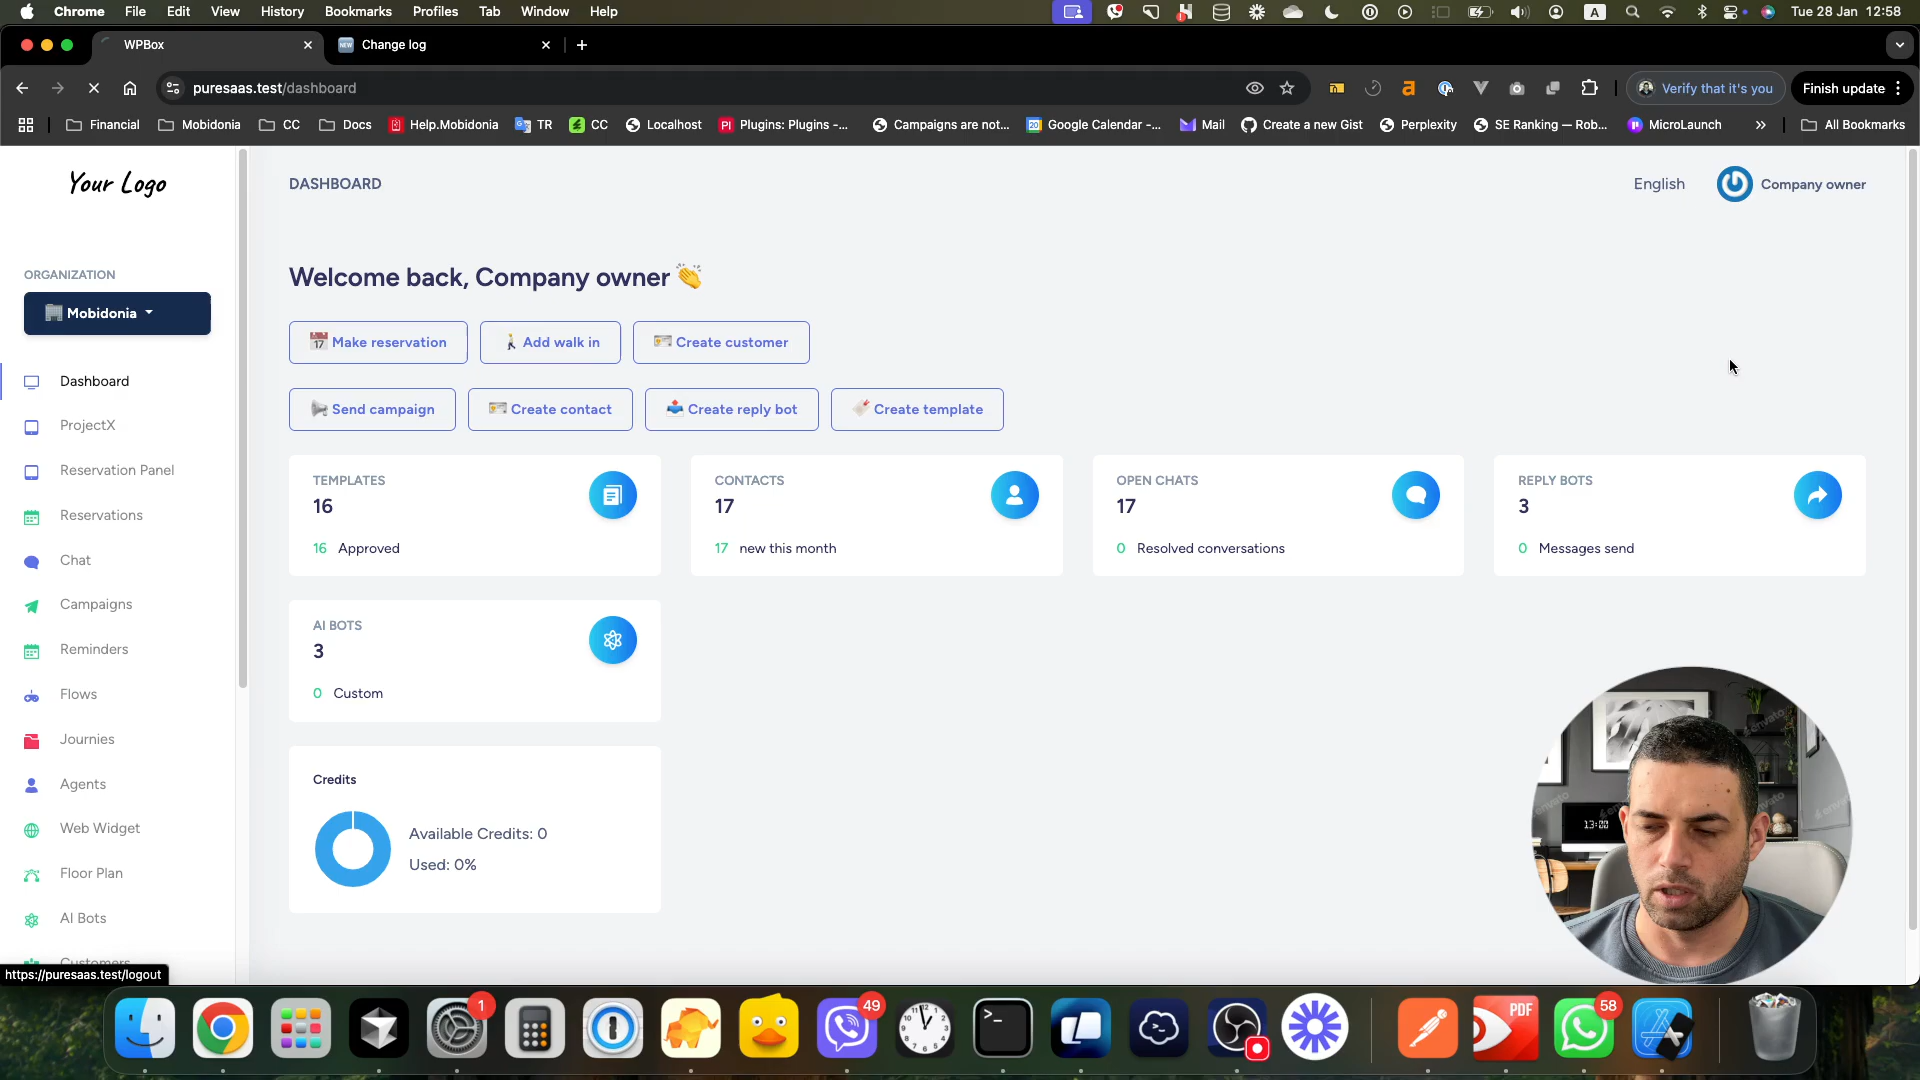 Chrome File Edit View History Bookmarks Profiles Tab Window Help
A
Tue 28 Jan 12:58
WPBox
NEW Change log
puresaas.test/dashboard
Verify that it's you
Finish update
Financial
Mobidonia
CC
Docs
Help.Mobidonia
TR
CC
Localhost
Plugins: Plugins -...
Campaigns are not...
Google Calendar -...
Mail
Create a new Gist
Perplexity
SE Ranking — Rob...
MicroLaunch
»
All Bookmarks
Your Logo
DASHBOARD
English
Company owner
ORGANIZATION
Mobidonia
Dashboard
ProjectX
Reservation Panel
Reservations
Chat
Campaigns
Reminders
Flows
Journies
Agents
Web Widget
Floor Plan
AI Bots
Customers
https://puresaas.test/logout
Welcome back, Company owner 👏
17 Make reservation
Add walk in
Create customer
Send campaign
Create contact
Create reply bot
Create template
TEMPLATES
16
16 Approved
CONTACTS
17
17 new this month
OPEN CHATS
17
0 Resolved conversations
REPLY BOTS
3
0 Messages send
AI BOTS
3
0 Custom
Credits
Available Credits: 0
Used: 0%
13:00
envato
1
49
PDF
58